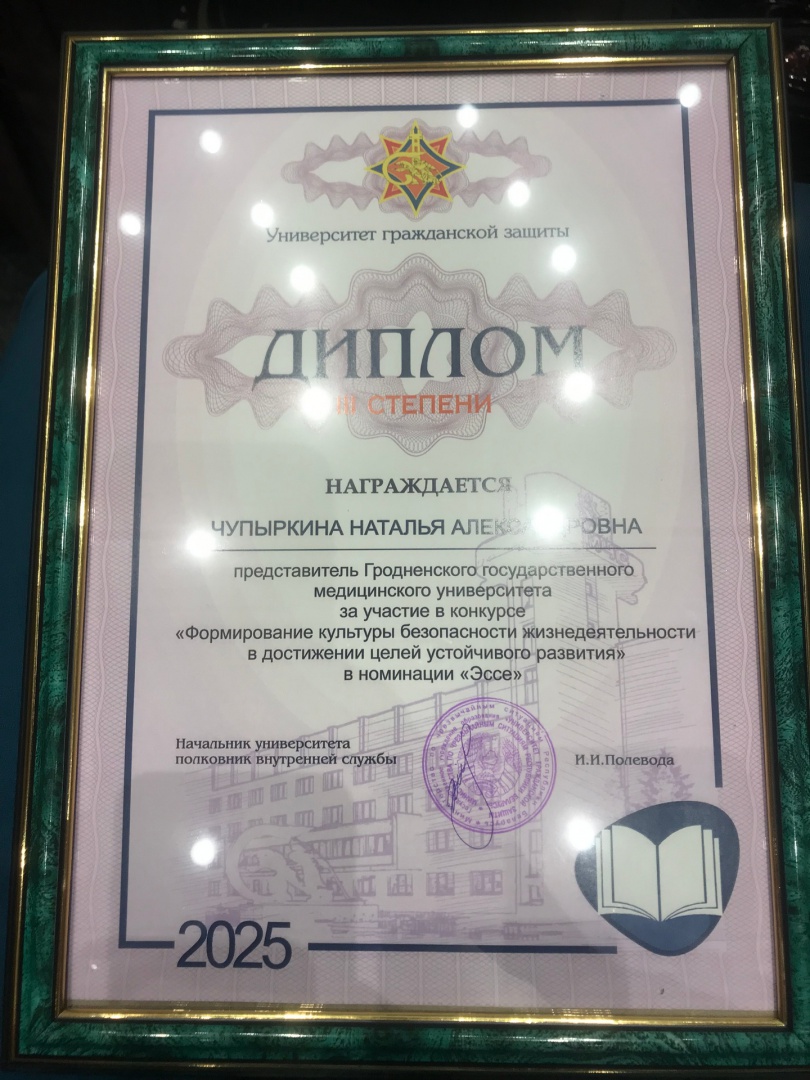 Университет гражданской защиты
ДИПЛОМ
III СТЕПЕНИ
НАГРАЖДАЕТСЯ
ЧУПЫРКИНА НАТАЛЬЯ
представитель Гродненского государственного
медицинского университета
за участие в конкурсе
«Формирование культуры безопасности жизнедеятельности
в достижении целей устойчивого развития»
в номинации «Эссе»
Начальник университета
полковник внутренней службы
И.И.Полевода
2025